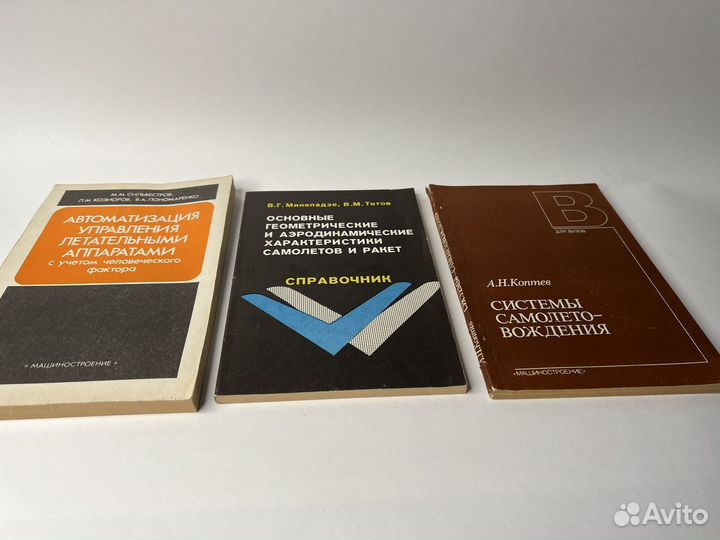 М.М. СИЛЬВЕСТРОВ,
Л.М. КОЗИОРОВ, В.А. ПОНОМАРЕНКО
АВТОМАТИЗАЦИЯ
УПРАВЛЕНИЯ
ЛЕТАТЕЛЬНЫМИ
АППАРАТАМИ
с учетом человеческого
фактора
« МАШИНОСТРОЕНИЕ »
В.Г. Микеладзе, В.М. Титов
ОСНОВНЫЕ
ГЕОМЕТРИЧЕСКИЕ
И АЭРОДИНАМИЧЕСКИЕ
ХАРАКТЕРИСТИКИ
САМОЛЕТОВ И РАКЕТ
СПРАВОЧНИК
В
ДЛЯ ВУЗОВ
А.Н.Коптев
СИСТЕМЫ
САМОЛЕТО-
ВОЖДЕНИЯ
«МАШИНОСТРОЕНИЕ»
Avito